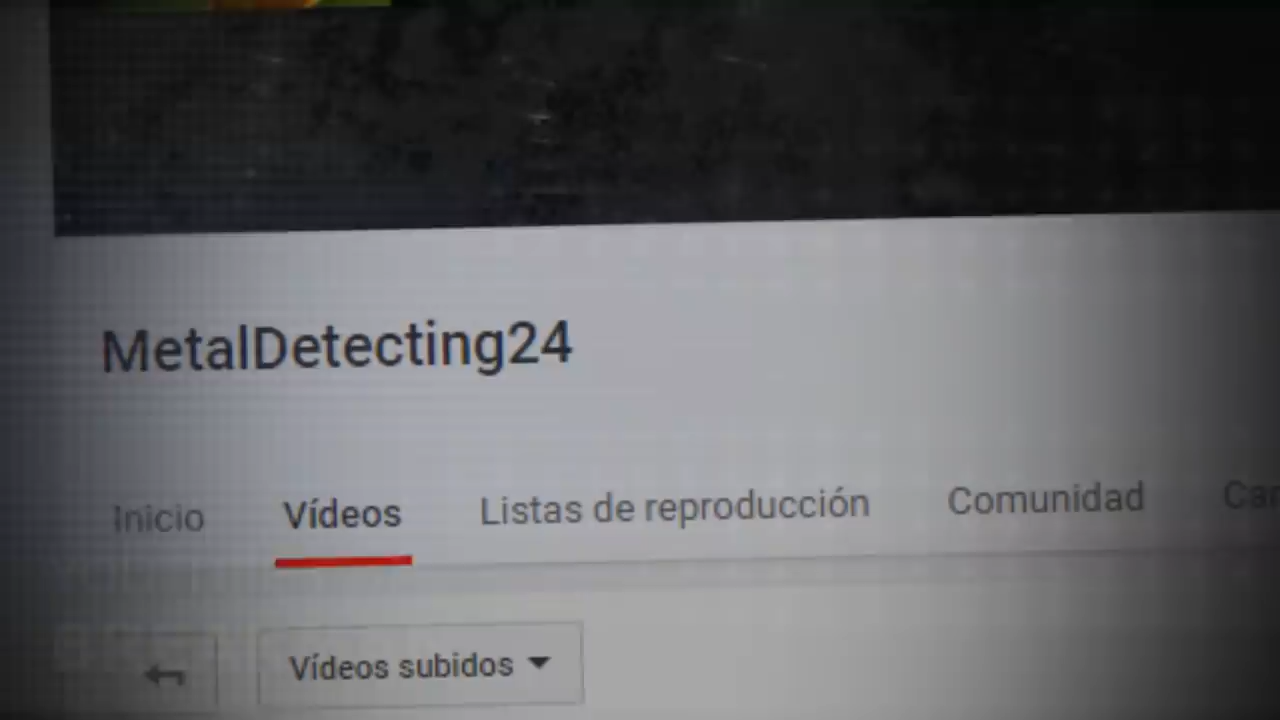 MetalDetecting24
Inicio Vídeos Listas de reproducción Comunidad
Vídeos subidos